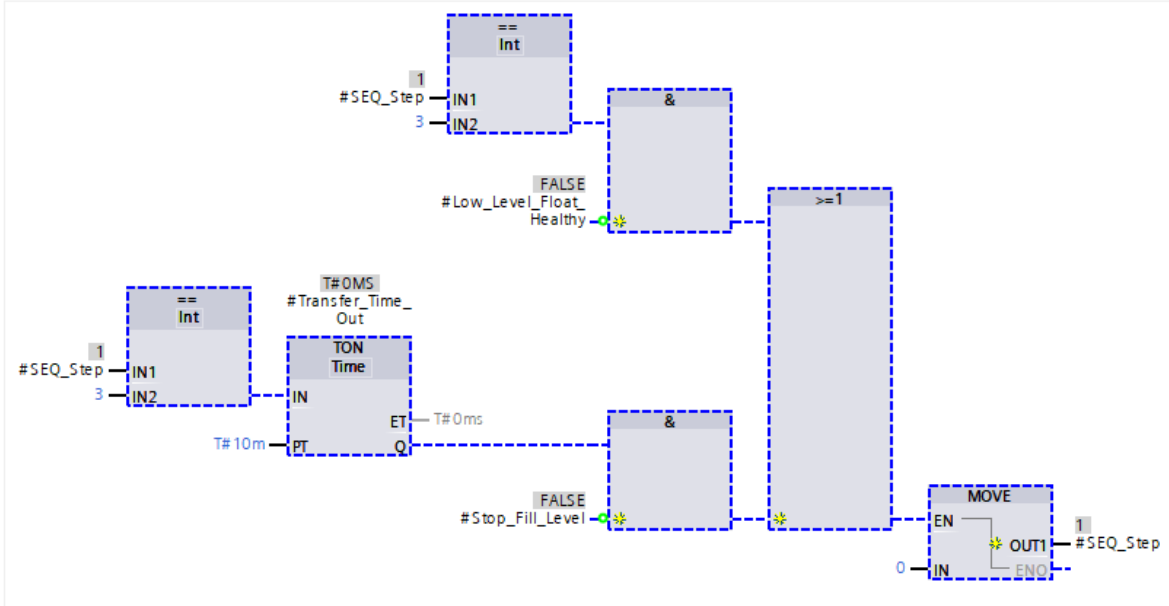 ==
Int
1
#SEQ_Step
IN1
3
IN2
&
FALSE
#Low_Level_Float_
Healthy
>=1
==
Int
1
#SEQ_Step
IN1
3
IN2
T#0MS
#Transfer_Time_
Out
TON
Time
IN
ET
T#0ms
T#10m
PT
Q
&
FALSE
#Stop_Fill_Level
MOVE
EN
OUT1
1
#SEQ_Step
0
IN
ENO